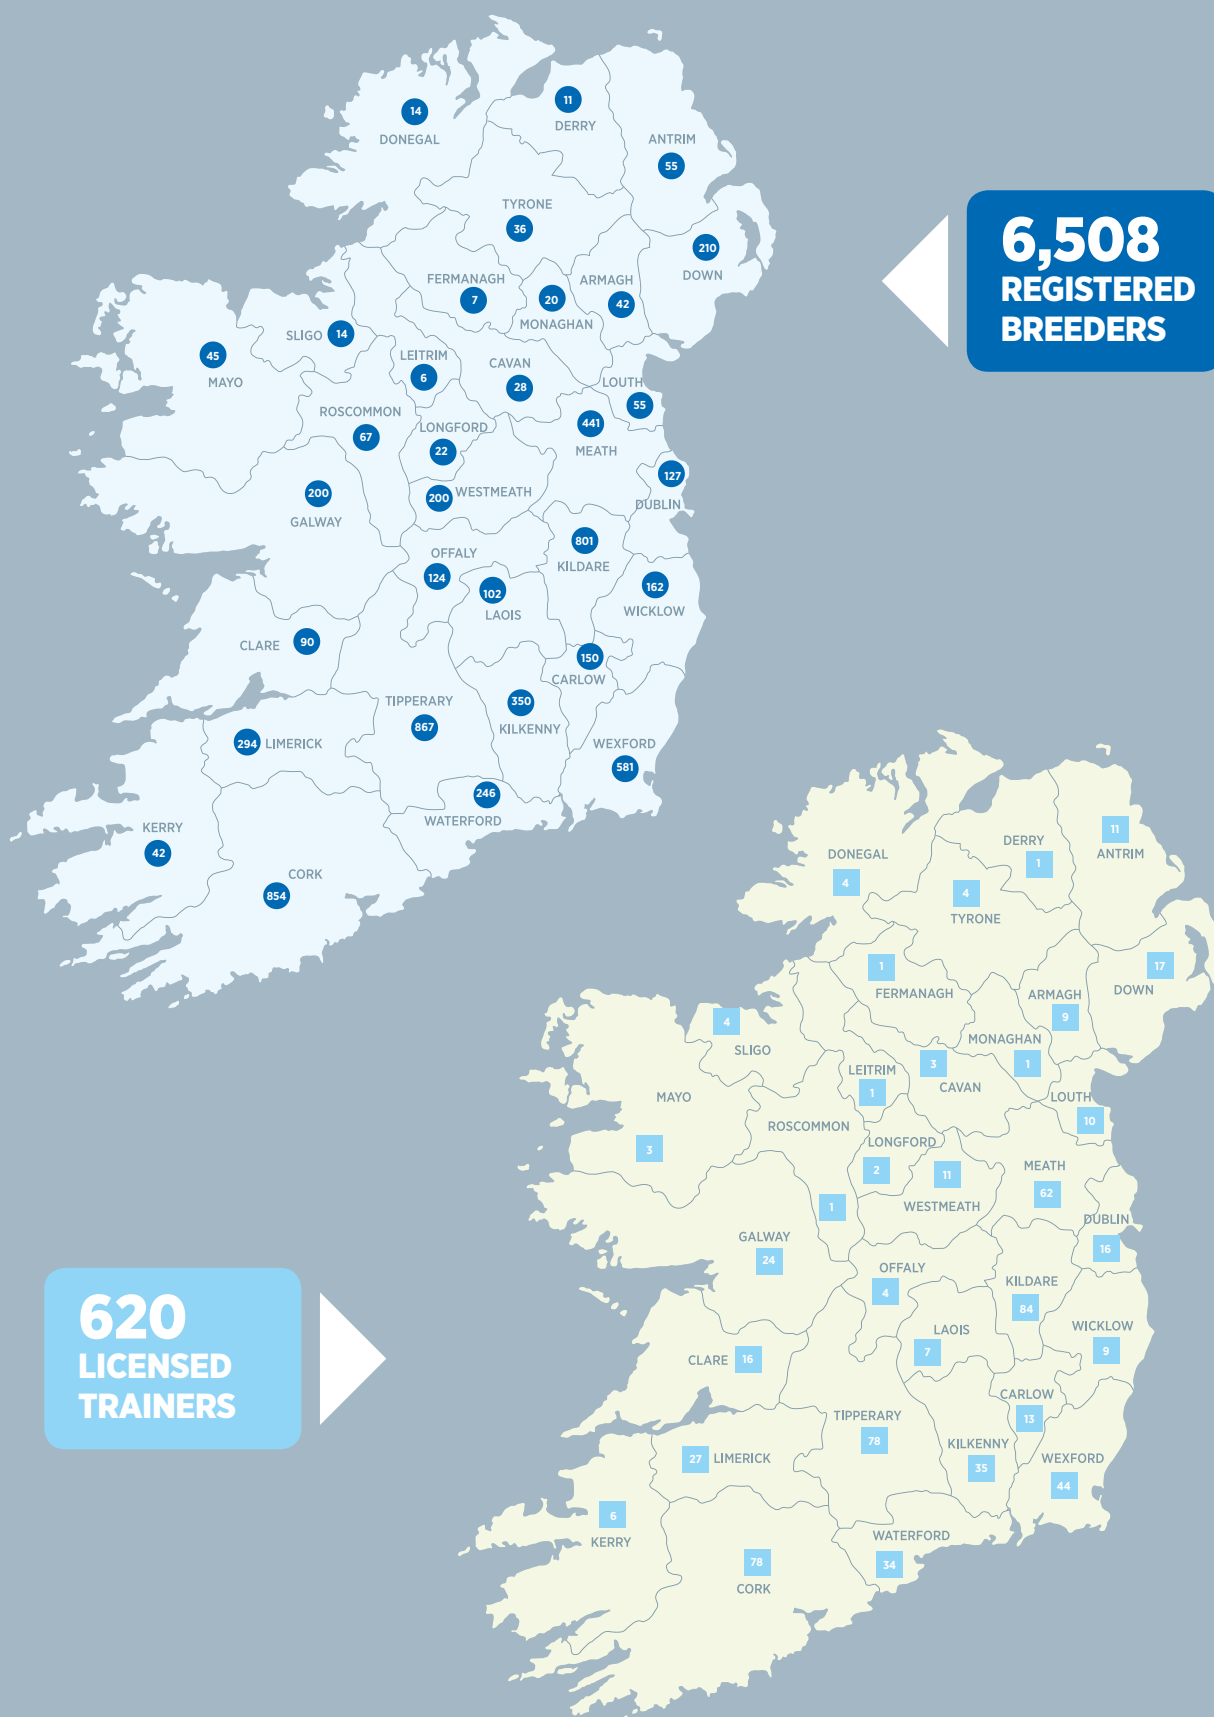 14
DONEGAL
11
DERRY
ANTRIM
55
TYRONE
36
210
DOWN
FERMANAGH
7
20
MONAGHAN
ARMAGH
42
SLIGO 14
45
MAYO
LEITRIM
6
CAVAN
28
LOUTH
55
ROSCOMMON
67
LONGFORD
22
441
MEATH
127
DUBLIN
200
GALWAY
200 WESTMEATH
OFFALY
124
801
KILDARE
102
LAOIS
162
WICKLOW
CLARE 90
150
CARLOW
TIPPERARY
867
350
KILKENNY
294 LIMERICK
WEXFORD
581
246
WATERFORD
KERRY
42
CORK
854
6,508
REGISTERED
BREEDERS
620
LICENSED
TRAINERS
DONEGAL
4
DERRY
1
11
ANTRIM
4
TYRONE
1
FERMANAGH
17
DOWN
ARMAGH
9
4
SLIGO
MONAGHAN
1
3
CAVAN
LEITRIM
1
MAYO
3
LOUTH
10
ROSCOMMON
1
LONGFORD
2
11
WESTMEATH
MEATH
62
DUBLIN
16
GALWAY
24
OFFALY
4
KILDARE
84
LAOIS
7
WICKLOW
9
CLARE 16
CARLOW
13
TIPPERARY
78
KILKENNY
35
27 LIMERICK
WEXFORD
44
6
KERRY
WATERFORD
34
78
CORK